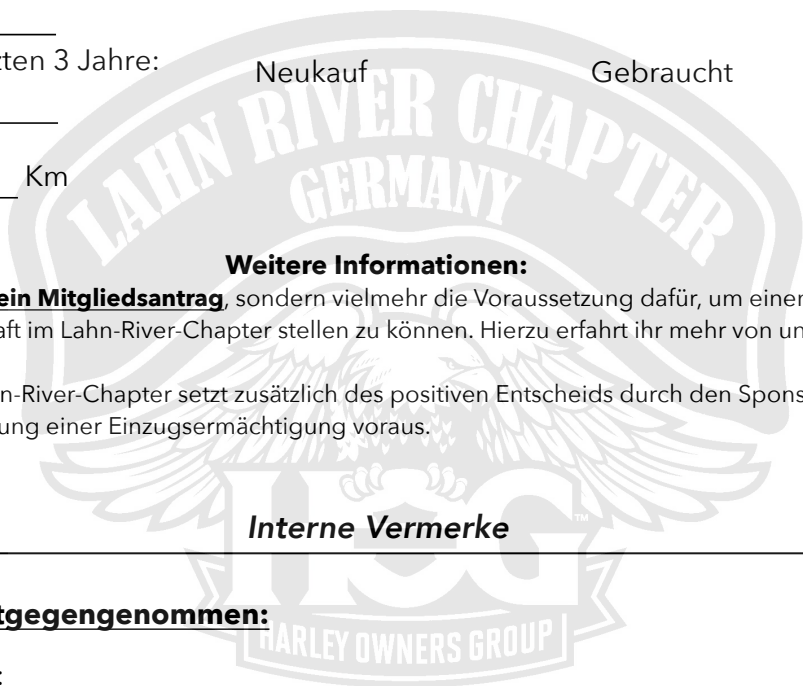 zten 3 Jahre:
Neukauf
Gebraucht
Km
LAHN RIVER CHAPTER
GERMANY
Weitere Informationen:
ein Mitgliedsantrag, sondern vielmehr die Voraussetzung dafür, um einen
aft im Lahn-River-Chapter stellen zu können. Hierzu erfahrt ihr mehr von un
n-River-Chapter setzt zusätzlich des positiven Entscheids durch den Spons
ung einer Einzugsermächtigung voraus.
H.O.G.
™
Interne Vermerke
tgegengenommen:
HARLEY OWNERS GROUP
: